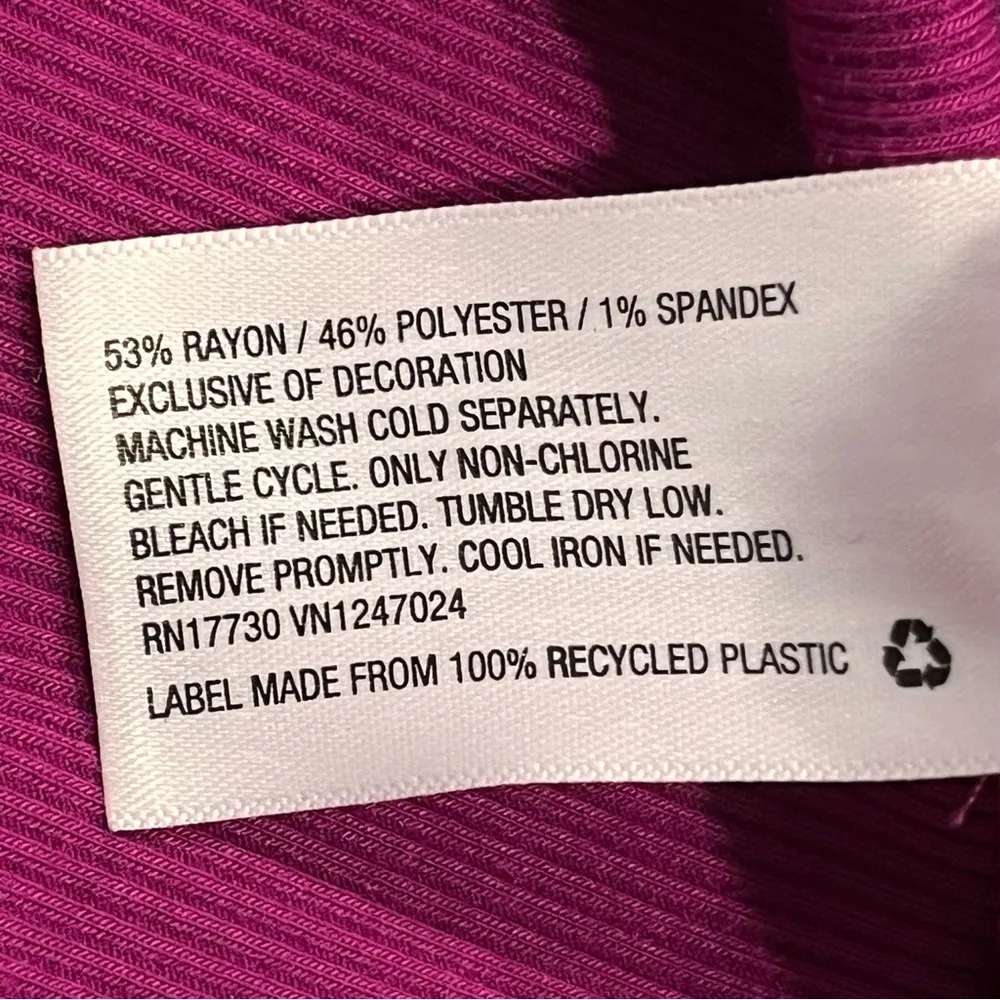 53% RAYON / 46% POLYESTER / 1% SPANDEX
EXCLUSIVE OF DECORATION
MACHINE WASH COLD SEPARATELY.
GENTLE CYCLE. ONLY NON-CHLORINE
BLEACH IF NEEDED. TUMBLE DRY LOW.
REMOVE PROMPTLY. COOL IRON IF NEEDED.
RN17730 VN1247024
LABEL MADE FROM 100% RECYCLED PLASTIC